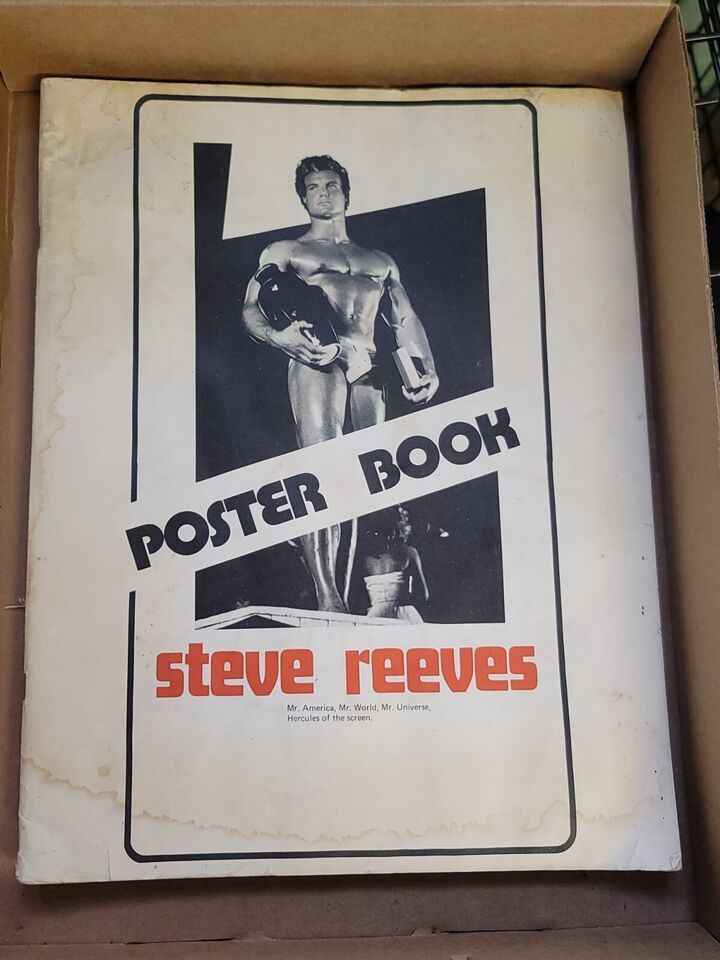 POSTER BOOK
steve reeves
Mr. America, Mr. World, Mr. Universe,
Hercules of the screen.